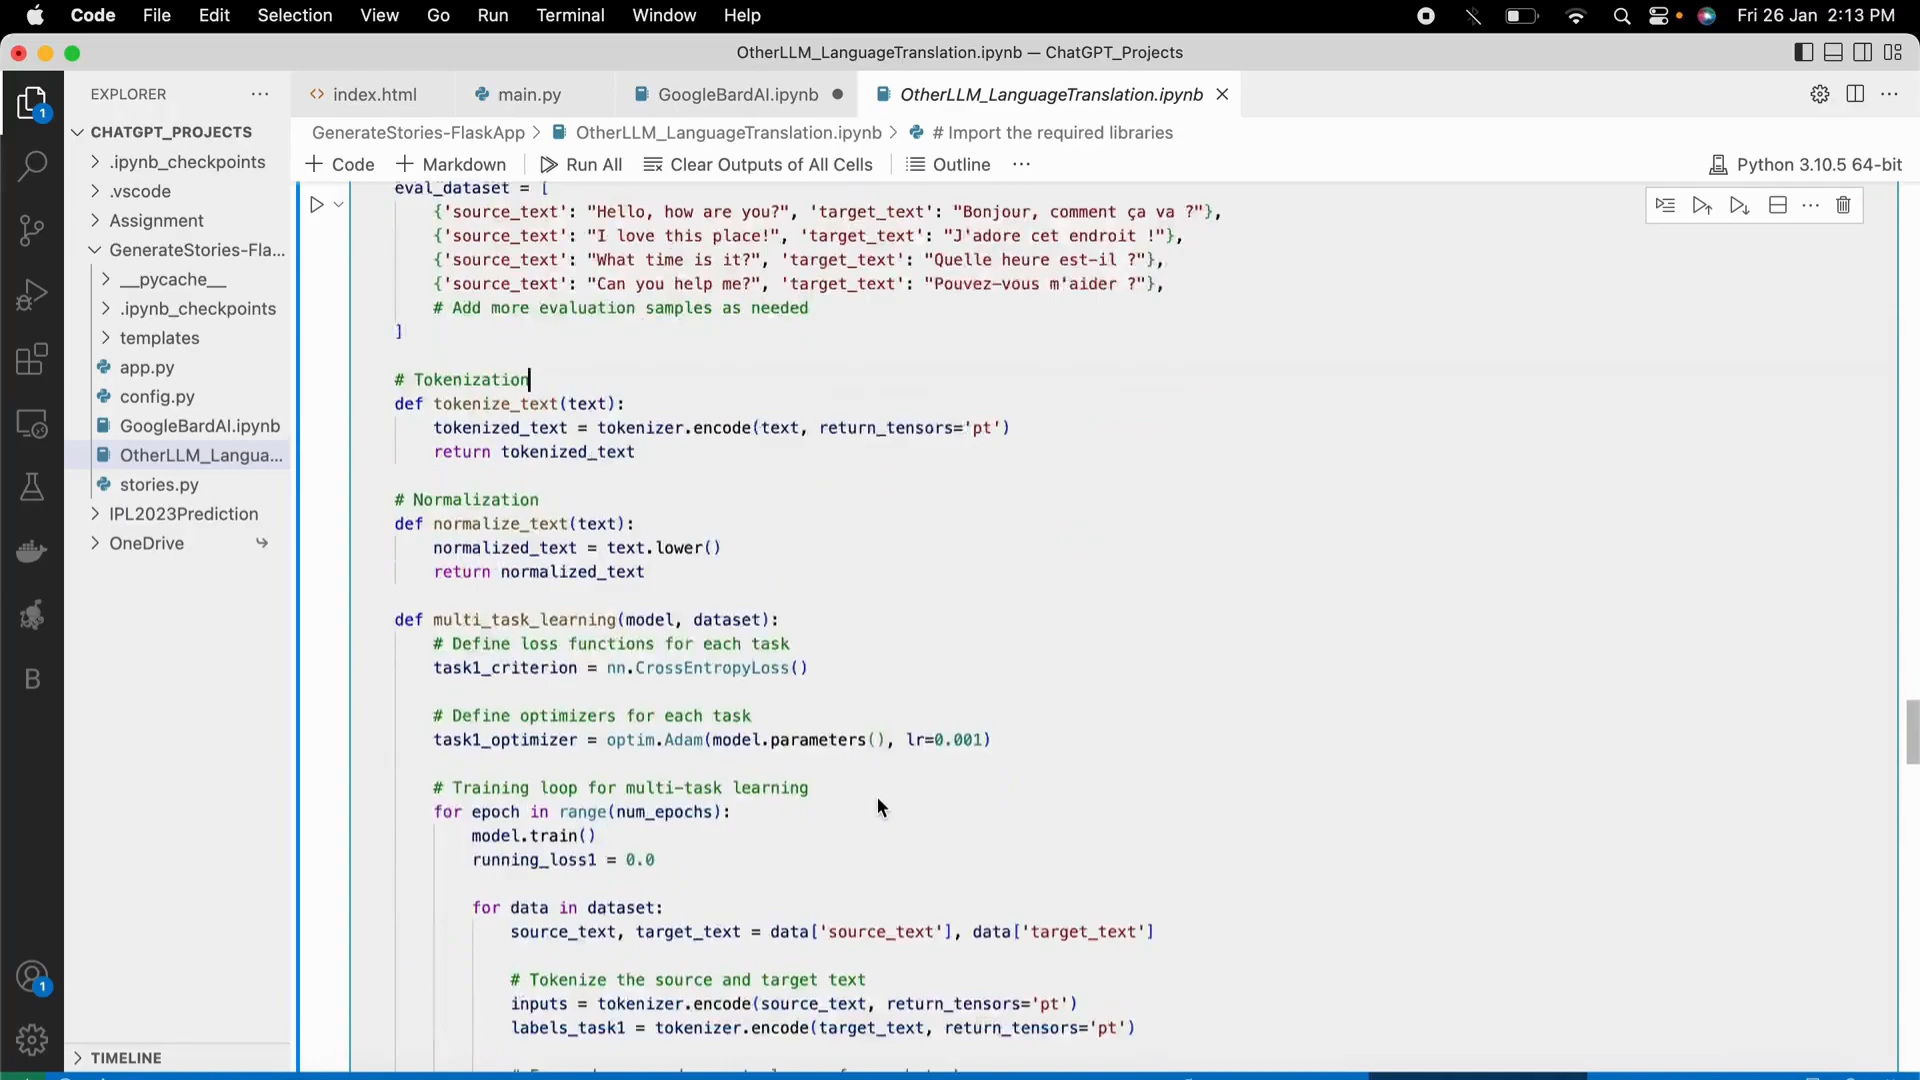 Code File Edit Selection View Go Run Terminal Window Help Fri 26 Jan 2:13 PM
OtherLLM_LanguageTranslation.ipynb — ChatGPT_Projects
EXPLORER
index.html main.py GoogleBardAI.ipynb OtherLLM_LanguageTranslation.ipynb
GenerateStories-FlaskApp > OtherLLM_LanguageTranslation.ipynb > # Import the required libraries
+ Code + Markdown Run All Clear Outputs of All Cells Outline ... Python 3.10.5 64-bit
1
CHATGPT_PROJECTS
.ipynb_checkpoints
.vscode
Assignment
GenerateStories-Fla...
__pycache__
.ipynb_checkpoints
templates
app.py
config.py
GoogleBardAI.ipynb
OtherLLM_Langua...
stories.py
IPL2023Prediction
OneDrive
B
1
TIMELINE
eval_dataset = [
{'source_text': "Hello, how are you?", 'target_text': "Bonjour, comment ça va ?"},
{'source_text': "I love this place!", 'target_text': "J'adore cet endroit !"},
{'source_text': "What time is it?", 'target_text': "Quelle heure est-il ?"},
{'source_text': "Can you help me?", 'target_text': "Pouvez-vous m'aider ?"},
# Add more evaluation samples as needed
]
# Tokenization
def tokenize_text(text):
tokenized_text = tokenizer.encode(text, return_tensors='pt')
return tokenized_text
# Normalization
def normalize_text(text):
normalized_text = text.lower()
return normalized_text
def multi_task_learning(model, dataset):
# Define loss functions for each task
task1_criterion = nn.CrossEntropyLoss()
# Define optimizers for each task
task1_optimizer = optim.Adam(model.parameters(), lr=0.001)
# Training loop for multi-task learning
for epoch in range(num_epochs):
model.train()
running_loss1 = 0.0
for data in dataset:
source_text, target_text = data['source_text'], data['target_text']
# Tokenize the source and target text
inputs = tokenizer.encode(source_text, return_tensors='pt')
labels_task1 = tokenizer.encode(target_text, return_tensors='pt')